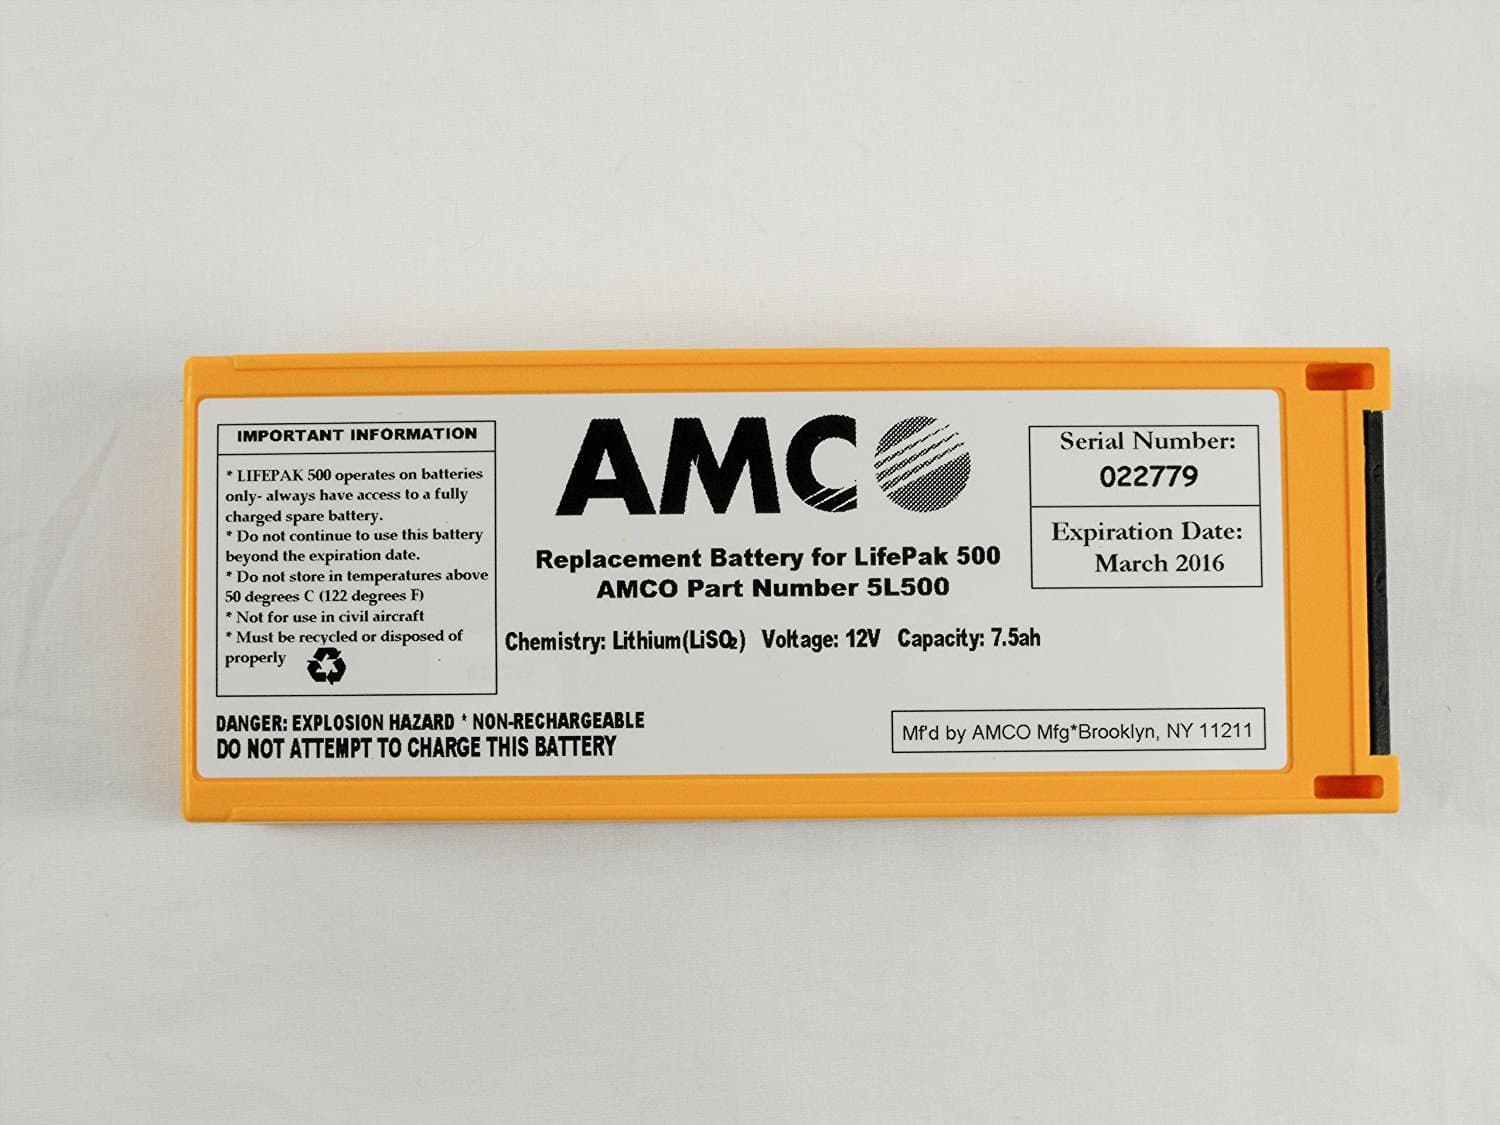 IMPORTANT INFORMATION
* LIFEPAK 500 operates on batteries
only- always have access to a fully
charged spare battery.
* Do not continue to use this battery
beyond the expiration date.
* Do not store in temperatures above
50 degrees C (122 degrees F)
* Not for use in civil aircraft
* Must be recycled or disposed of
properly
AMCO
Replacement Battery for LifePak 500
AMCO Part Number 5L500
Chemistry: Lithium(LiSO₂) Voltage: 12V Capacity: 7.5ah
Serial Number:
022779
Expiration Date:
March 2016
DANGER: EXPLOSION HAZARD * NON-RECHARGEABLE
DO NOT ATTEMPT TO CHARGE THIS BATTERY
Mf'd by AMCO Mfg*Brooklyn, NY 11211